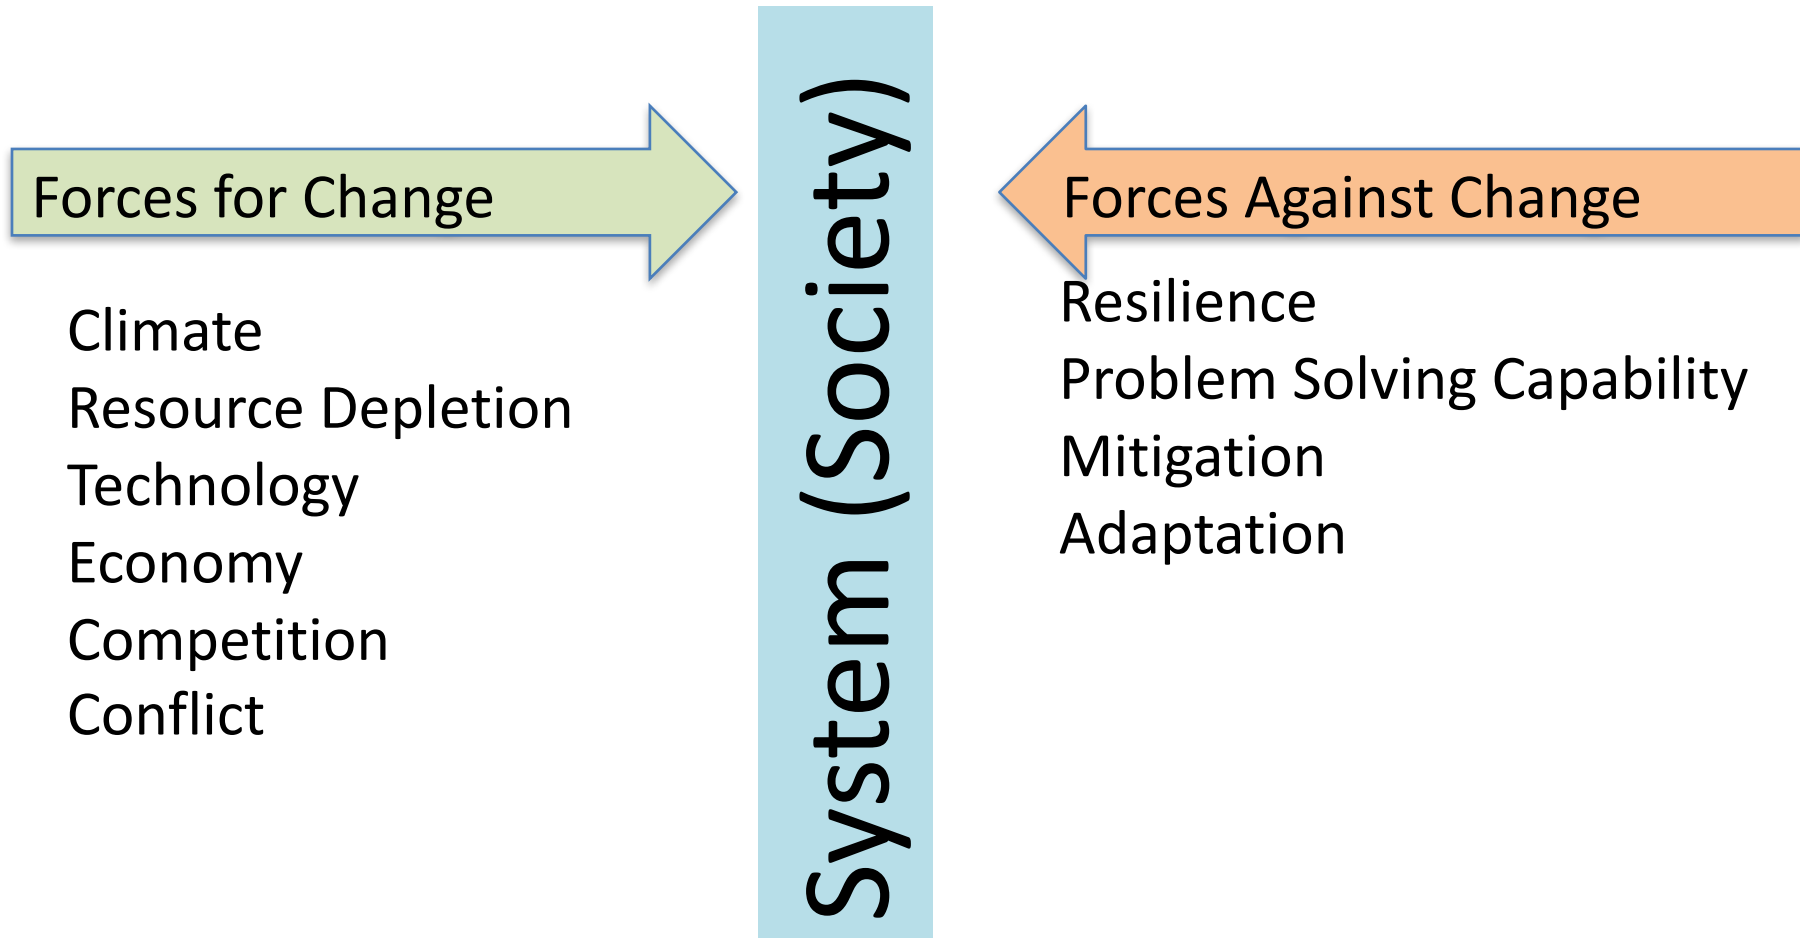 Forces for Change
Climate
Resource Depletion
Technology
Economy
Competition
Conflict
System (Society)
Forces Against Change
Resilience
Problem Solving Capability
Mitigation
Adaptation